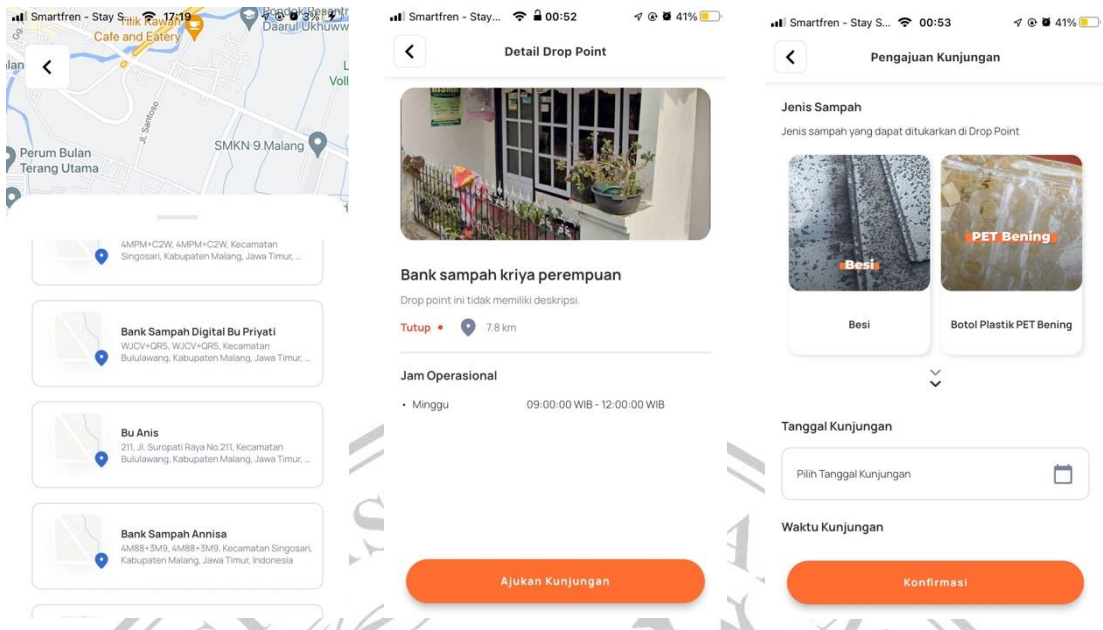 Smartfren - Stay S... 17:19 3%
Tilik Kawan
Cafe and Eatery
Daarul Ukhuww
Voll
Jl. Santoso
SMKN 9 Malang
Perum Bulan
Terang Utama
4MPM+C2W, 4MPM+C2W, Kecamatan
Singosari, Kabupaten Malang, Jawa Timur, ...
Bank Sampah Digital Bu Priyati
WJCV+QR5, WJCV+QR5, Kecamatan
Bululawang, Kabupaten Malang, Jawa Timur, ...
Bu Anis
211, Jl. Suropati Raya No.211, Kecamatan
Bululawang, Kabupaten Malang, Jawa Timur, ...
Bank Sampah Annisa
4M88+3M9, 4M88+3M9, Kecamatan Singosari,
Kabupaten Malang, Jawa Timur, Indonesia
Smartfren - Stay... 00:52 41%
Detail Drop Point
Bank sampah kriya perempuan
Drop point ini tidak memiliki deskripsi.
Tutup • 7.8 km
Jam Operasional
• Minggu 09:00:00 WIB - 12:00:00 WIB
Ajukan Kunjungan
Smartfren - Stay S... 00:53 41%
Pengajuan Kunjungan
Jenis Sampah
Jenis sampah yang dapat ditukarkan di Drop Point
Besi
PET Bening
Besi
Botol Plastik PET Bening
Tanggal Kunjungan
Pilih Tanggal Kunjungan
Waktu Kunjungan
Konfirmasi